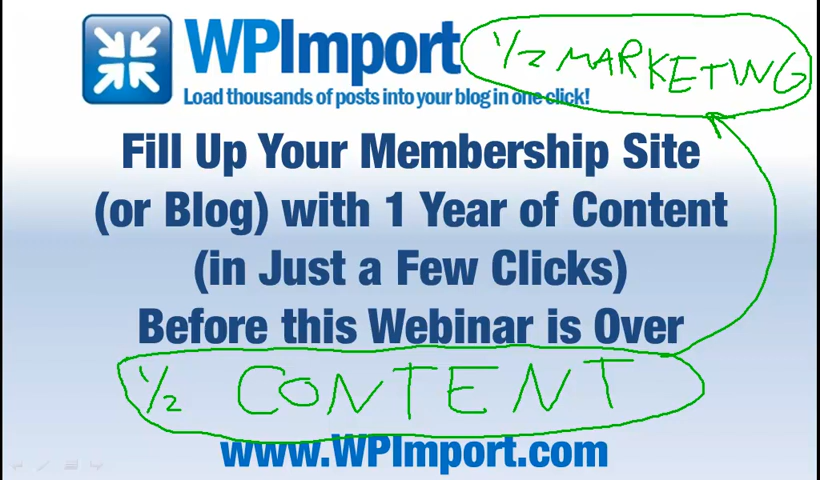 WPImport
1/2 MARKETING
Load thousands of posts into your blog in one click!
Fill Up Your Membership Site
(or Blog) with 1 Year of Content
(in Just a Few Clicks)
Before this Webinar is Over
1/2 CONTENT
www.WPImport.com